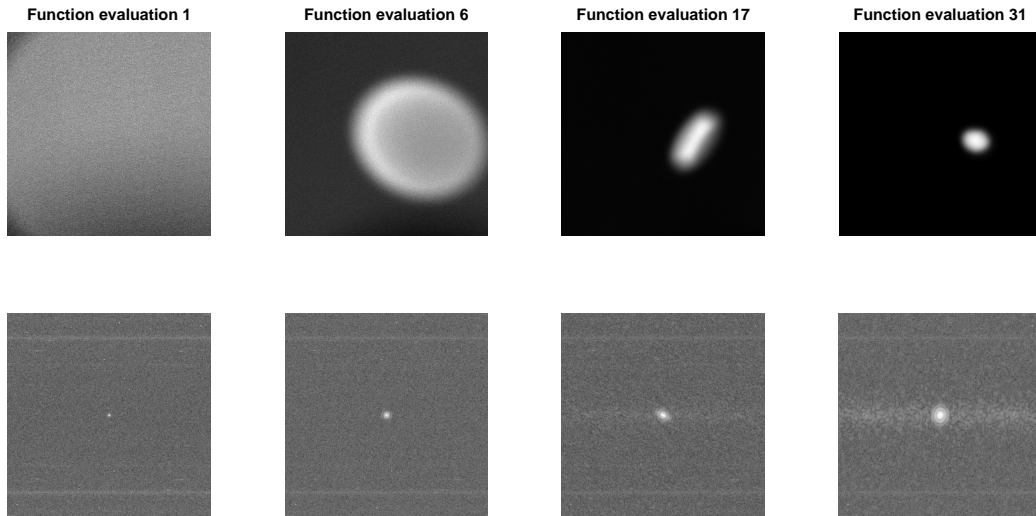 Function evaluation 1
Function evaluation 6
Function evaluation 17
Function evaluation 31